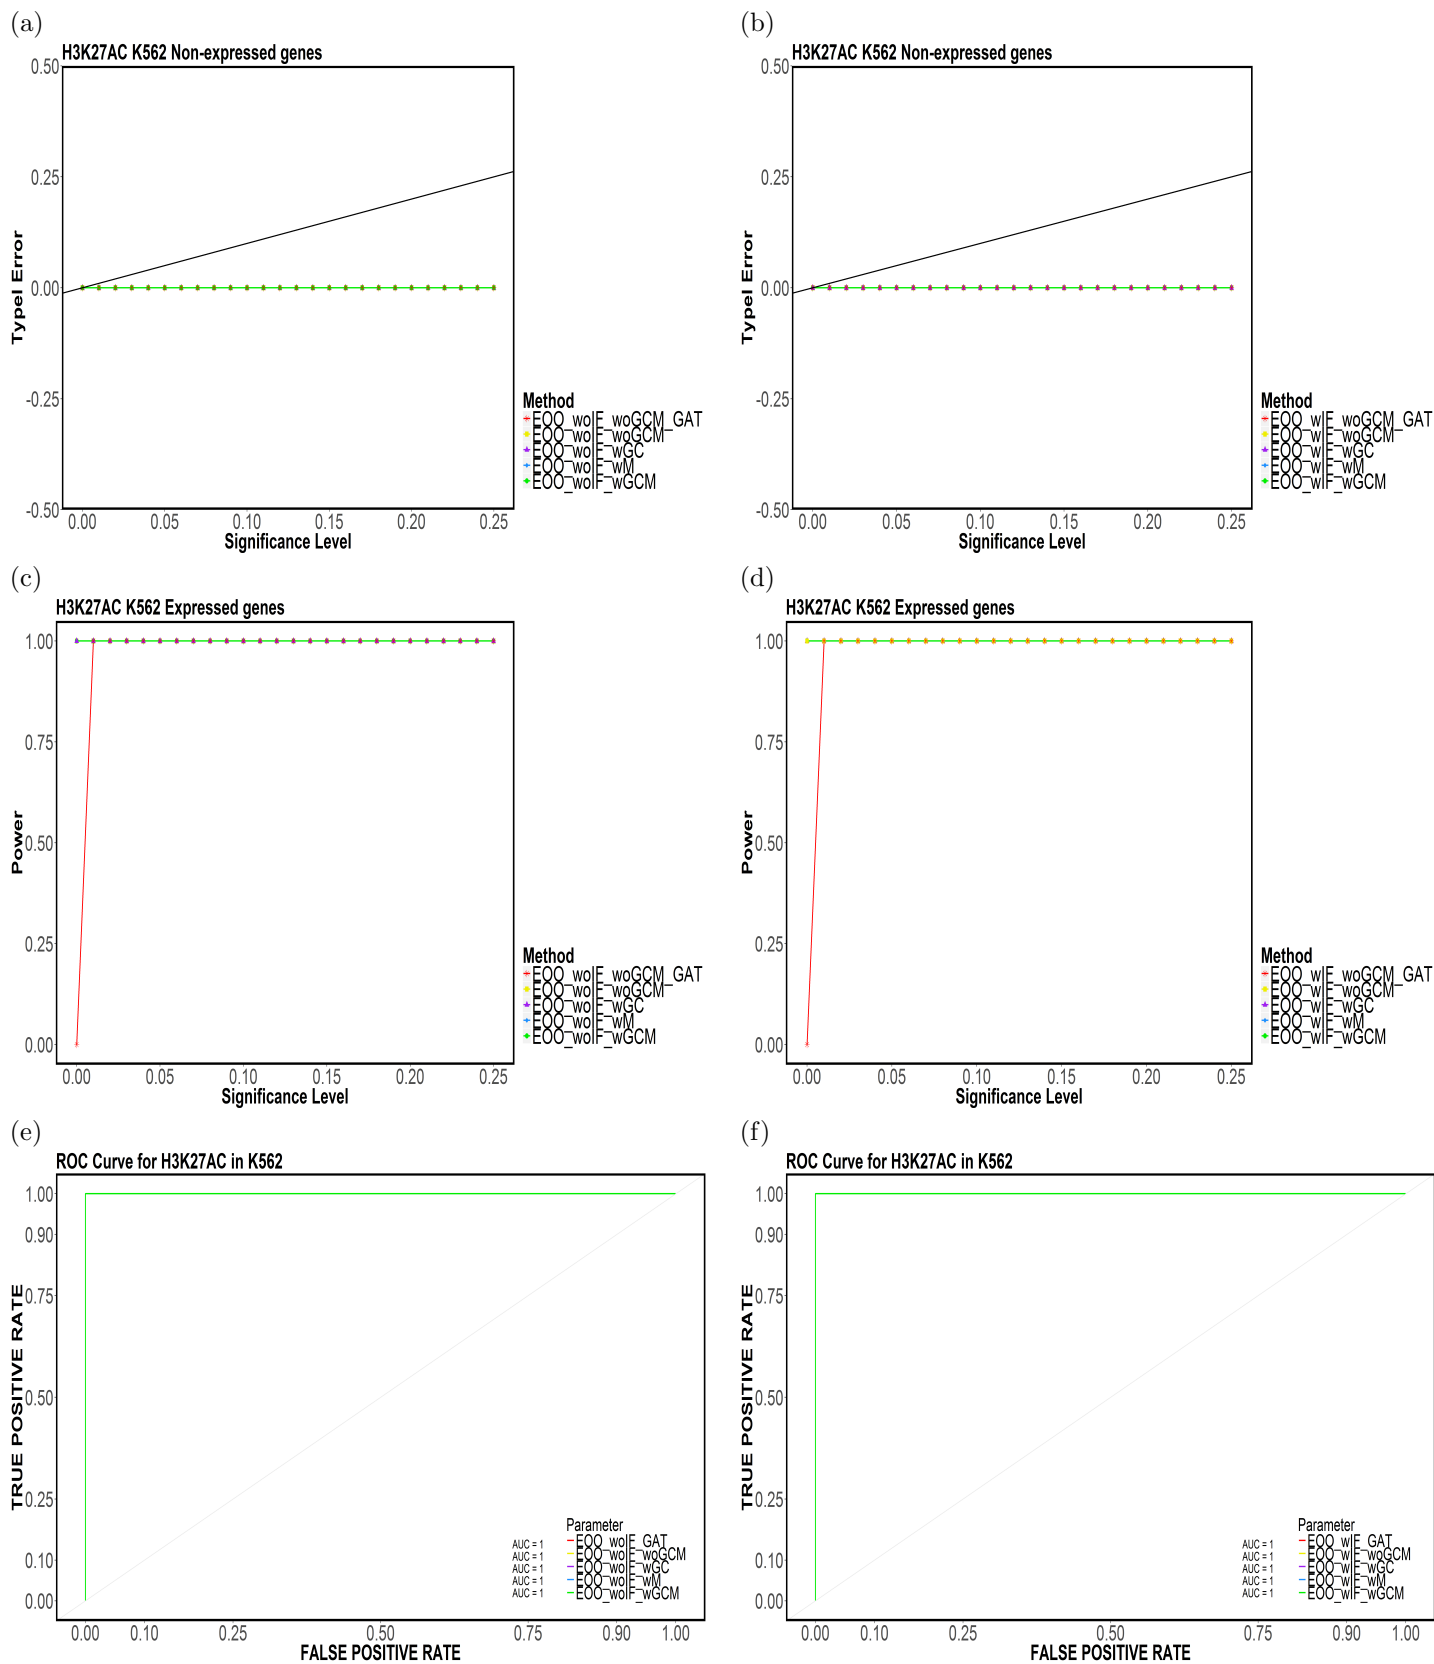 (a)
H3K27AC K562 Non-expressed genes
0.50
0.25
0.00
-0.25
-0.50
TypeI Error
0.00 0.05 0.10 0.15 0.20 0.25
Significance Level
Method
EOO_woIF_woGCM_GAT
EOO_woIF_woGCM
EOO_woIF_wGC
EOO_woIF_wM
EOO_woIF_wGCM
(b)
H3K27AC K562 Non-expressed genes
0.50
0.25
0.00
-0.25
-0.50
TypeI Error
0.00 0.05 0.10 0.15 0.20 0.25
Significance Level
Method
EOO_wIF_woGCM_GAT
EOO_wIF_woGCM
EOO_wIF_wGC
EOO_wIF_wM
EOO_wIF_wGCM
(c)
H3K27AC K562 Expressed genes
1.00
0.75
0.50
0.25
0.00
Power
0.00 0.05 0.10 0.15 0.20 0.25
Significance Level
Method
EOO_woIF_woGCM_GAT
EOO_woIF_woGCM
EOO_woIF_wGC
EOO_woIF_wM
EOO_woIF_wGCM
(d)
H3K27AC K562 Expressed genes
1.00
0.75
0.50
0.25
0.00
Power
0.00 0.05 0.10 0.15 0.20 0.25
Significance Level
Method
EOO_wIF_woGCM_GAT
EOO_wIF_woGCM
EOO_wIF_wGC
EOO_wIF_wM
EOO_wIF_wGCM
(e)
ROC Curve for H3K27AC in K562
1.00
0.90
0.75
0.50
0.25
0.10
0.00
TRUE POSITIVE RATE
0.00 0.10 0.25 0.50 0.75 0.90 1.00
FALSE POSITIVE RATE
Parameter
AUC = 1 EOO_woIF_GAT
AUC = 1 EOO_woIF_woGCM
AUC = 1 EOO_woIF_wGC
AUC = 1 EOO_woIF_wM
AUC = 1 EOO_woIF_wGCM
(f)
ROC Curve for H3K27AC in K562
1.00
0.90
0.75
0.50
0.25
0.10
0.00
TRUE POSITIVE RATE
0.00 0.10 0.25 0.50 0.75 0.90 1.00
FALSE POSITIVE RATE
Parameter
AUC = 1 EOO_wIF_GAT
AUC = 1 EOO_wIF_woGCM
AUC = 1 EOO_wIF_wGC
AUC = 1 EOO_wIF_wM
AUC = 1 EOO_wIF_wGCM